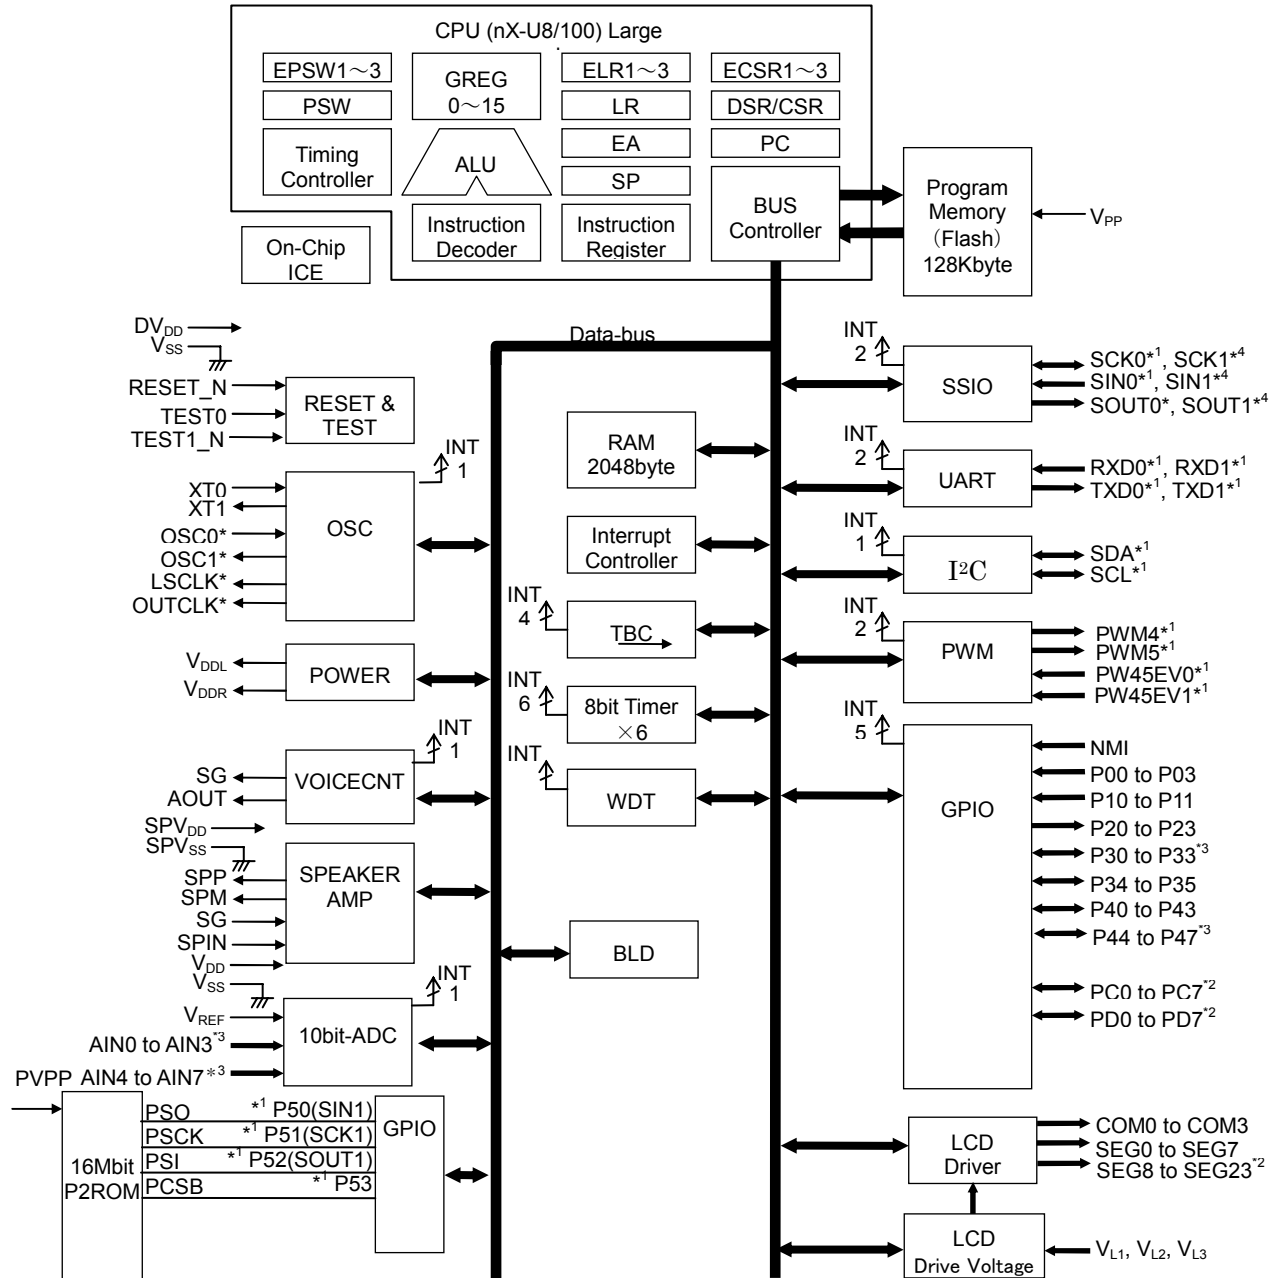 CPU (nX-U8/100) Large
EPSW1～3
GREG
0～15
ELR1～3
ECSR1～3
PSW
LR
DSR/CSR
Timing
Controller
ALU
EA
PC
SP
BUS
Controller
Instruction
Decoder
Instruction
Register
On-Chip
ICE
Program
Memory
（Flash）
128Kbyte
VPP
Data-bus
DVDD
VSS
RESET_N
TEST0
TEST1_N
RESET &
TEST
INT
1
XT0
XT1
OSC0*
OSC1*
LSCLK*
OUTCLK*
OSC
VDDL
VDDR
POWER
INT
1
SG
AOUT
VOICECNT
SPVDD
SPVSS
SPP
SPM
SG
SPIN
SPEAKER
AMP
VDD
VSS
INT
1
VREF
AIN0 to AIN3*3
PVPP AIN4 to AIN7*3
10bit-ADC
16Mbit
P2ROM
PSO *1 P50(SIN1)
PSCK *1 P51(SCK1)
PSI *1 P52(SOUT1)
PCSB *1 P53
GPIO
RAM
2048byte
Interrupt
Controller
INT
4
TBC
INT
6
8bit Timer
×6
INT
WDT
BLD
INT
2
SSIO
SCK0*1, SCK1*4
SIN0*1, SIN1*4
SOUT0*, SOUT1*4
INT
2
UART
RXD0*1, RXD1*1
TXD0*1, TXD1*1
INT
1
I2C
SDA*1
SCL*1
INT
2
PWM
PWM4*1
PWM5*1
PW45EV0*1
PW45EV1*1
INT
5
GPIO
NMI
P00 to P03
P10 to P11
P20 to P23
P30 to P33*3
P34 to P35
P40 to P43
P44 to P47*3
PC0 to PC7*2
PD0 to PD7*2
LCD
Driver
COM0 to COM3
SEG0 to SEG7
SEG8 to SEG23*2
LCD
Drive Voltage
VL1, VL2, VL3